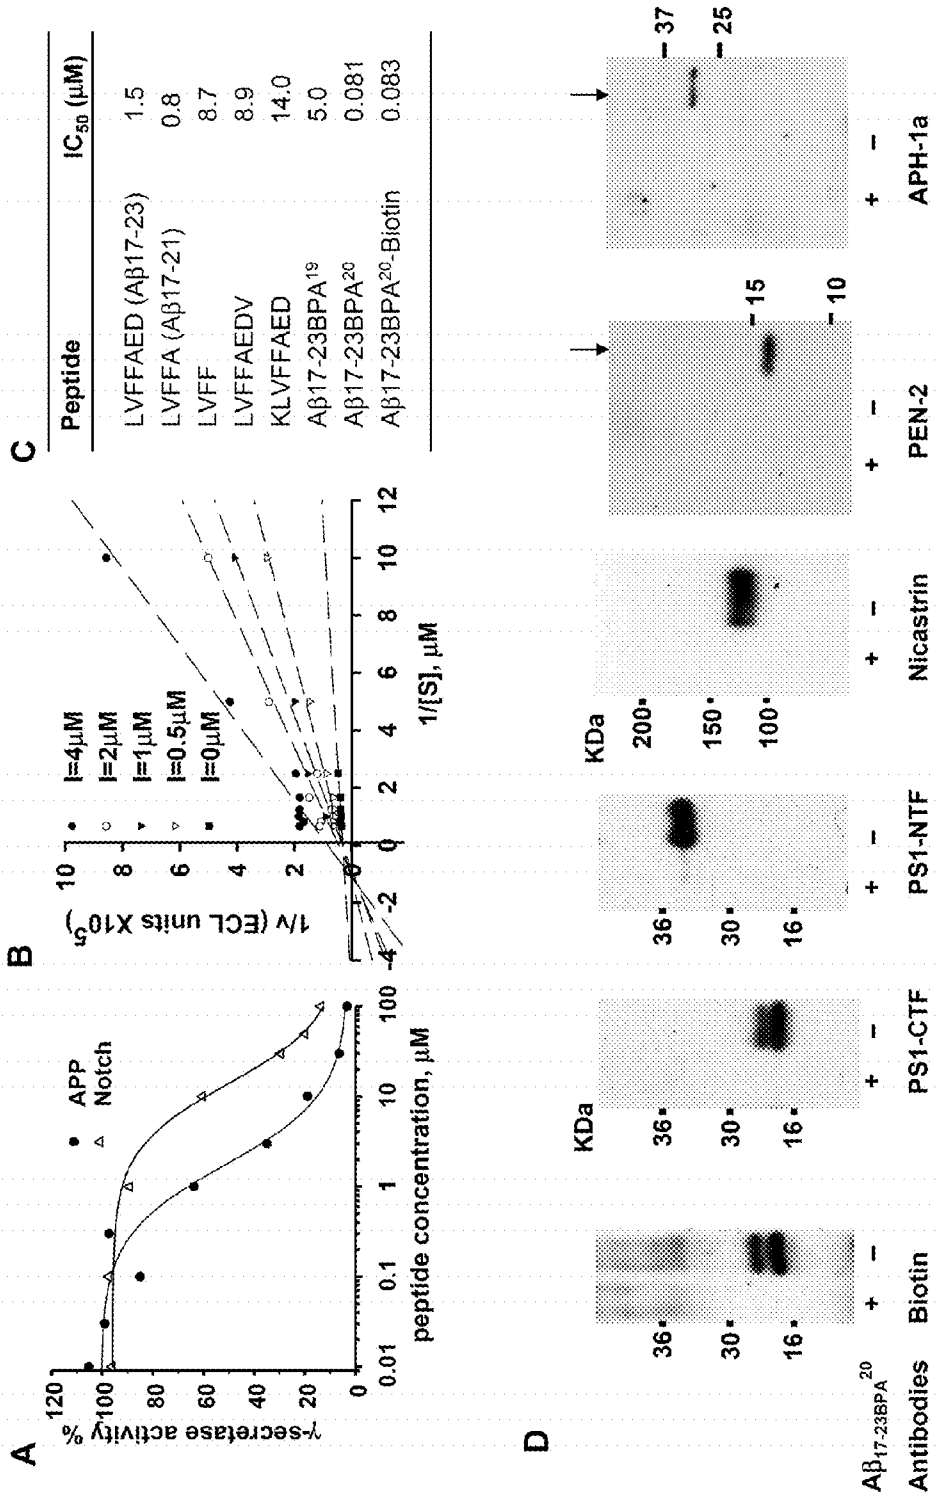 A
120
100
80
60
40
20
0
γ-secretase activity %
0.01
0.1
1
10
100
peptide concentration, μM
APP
Notch
B
10
8
6
4
2
0
1/v (ECL units X10⁵)
-4
-2
0
2
4
6
8
10
12
1/[S], μM
I=4μM
I=2μM
I=1μM
I=0.5μM
I=0μM
C
Peptide IC₅₀ (μM)
LVFFAED (Aβ17-23) 1.5
LVFFA (Aβ17-21) 0.8
LVFF 8.7
LVFFAEDV 8.9
KLVFFAED 14.0
Aβ17-23BPA¹⁹ 5.0
Aβ17-23BPA²⁰ 0.081
Aβ17-23BPA²⁰-Biotin 0.083
D
36
30
16
KDa
36
30
16
36
30
16
KDa
200
150
100
15
10
37
25
Aβ₁₇₋₂₃BPA²⁰ + − + − + − + − + − + −
Antibodies Biotin PS1-CTF PS1-NTF Nicastrin PEN-2 APH-1a